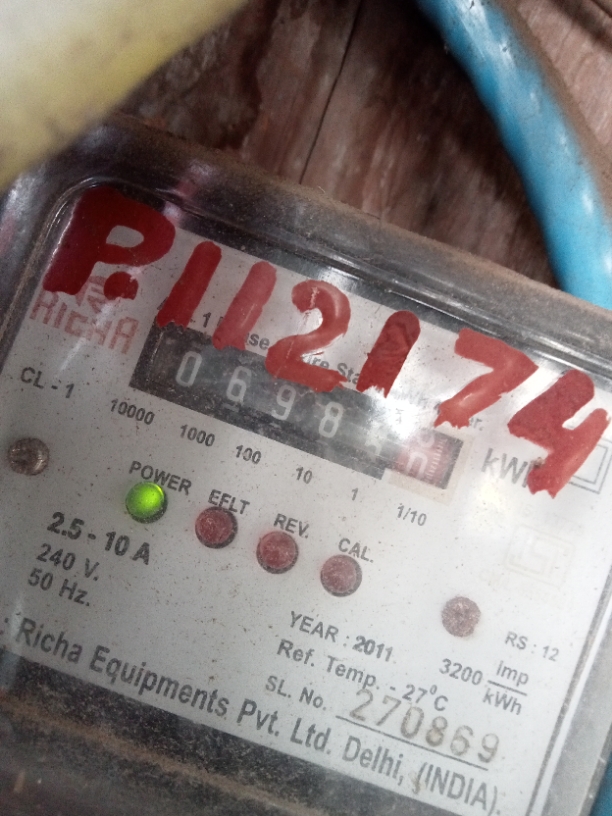 P.112174
RICHA
CL - 1
0698
kWh
10000 1000 100 10 1 1/10
POWER EFLT REV. CAL.
2.5 - 10 A
240 V.
50 Hz.
YEAR : 2011
RS : 12
Ref. Temp. - 27°C
3200 imp/kWh
SL. No. 270869
Richa Equipments Pvt. Ltd. Delhi, (INDIA).